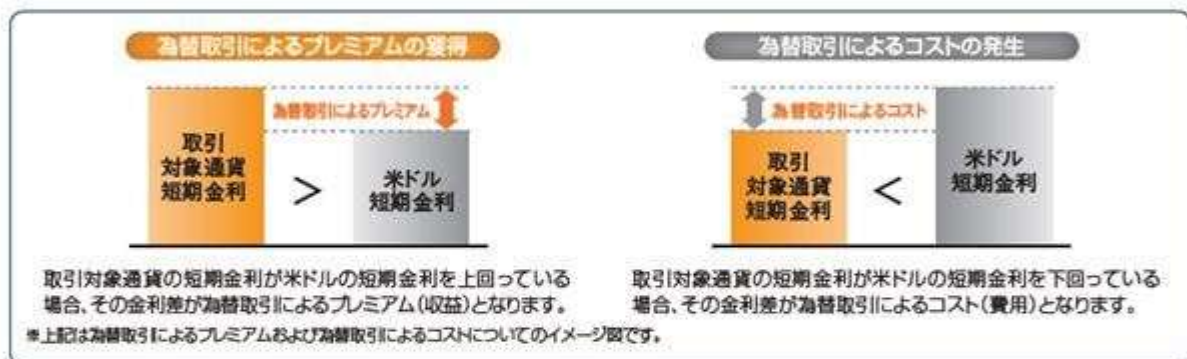 為替取引によるプレミアムの獲得
為替取引によるプレミアム
取引
対象通貨
短期金利
>
米ドル
短期金利
取引対象通貨の短期金利が米ドルの短期金利を上回っている
場合、その金利差が為替取引によるプレミアム(収益)となります。
為替取引によるコストの発生
為替取引によるコスト
取引
対象通貨
短期金利
<
米ドル
短期金利
取引対象通貨の短期金利が米ドルの短期金利を下回っている
場合、その金利差が為替取引によるコスト(費用)となります。
※上記は為替取引によるプレミアムおよび為替取引によるコストについてのイメージ図です。